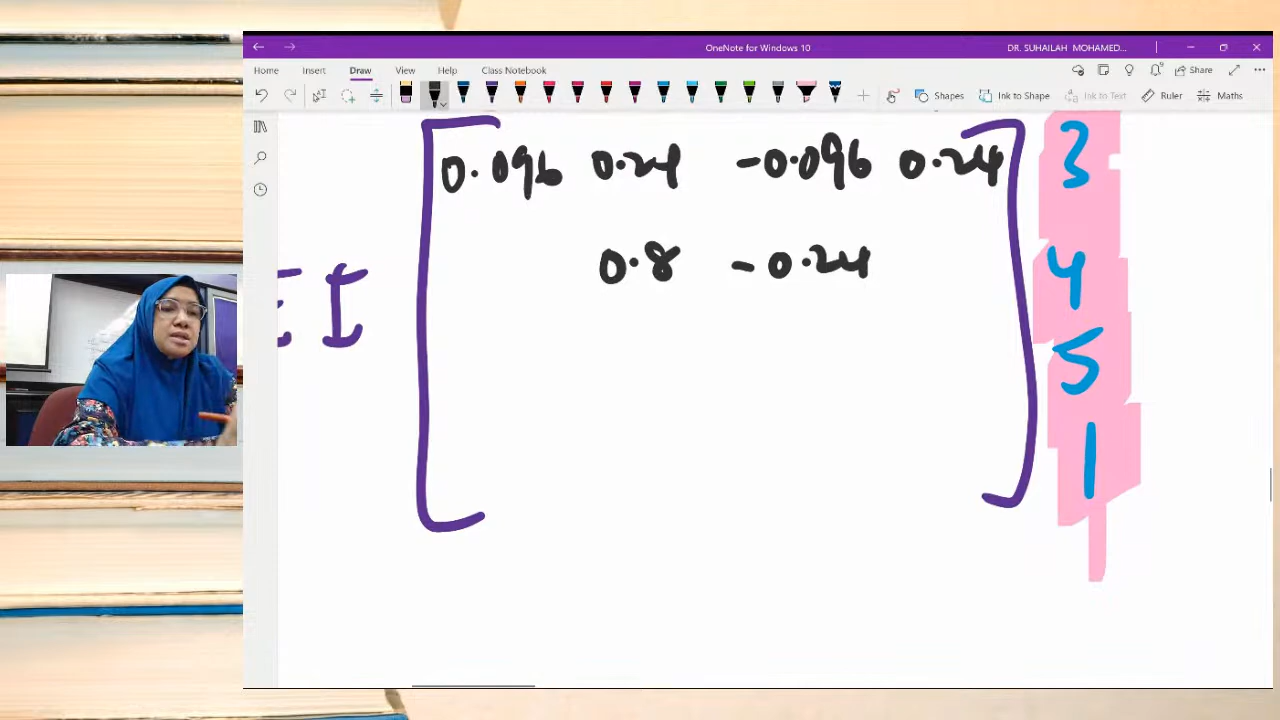 OneNote for Windows 10
DR. SUHAILAH MOHAMED...
Home Insert Draw View Help Class Notebook
Share
Shapes Ink to Shape Ink to Text Ruler Maths
0.096 0.24 -0.096 0.24 3
0.8 -0.24 4
I
5
1